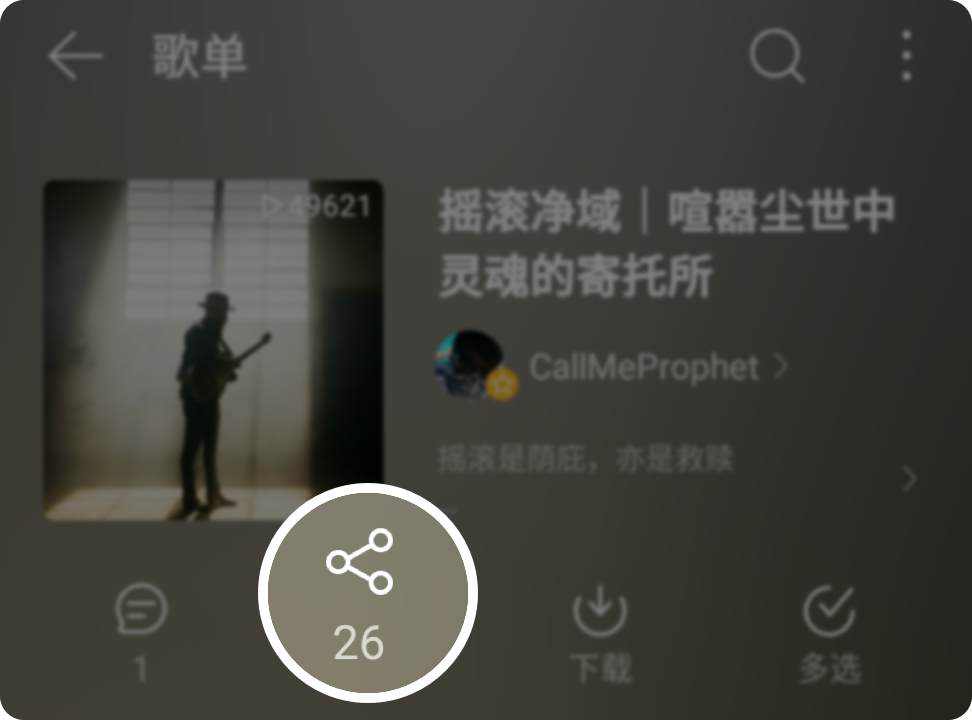 歌单
49621
摇滚净域｜喧嚣尘世中
灵魂的寄托所
CallMeProphet
摇滚是荫庇，亦是救赎
1
26
下载
多选